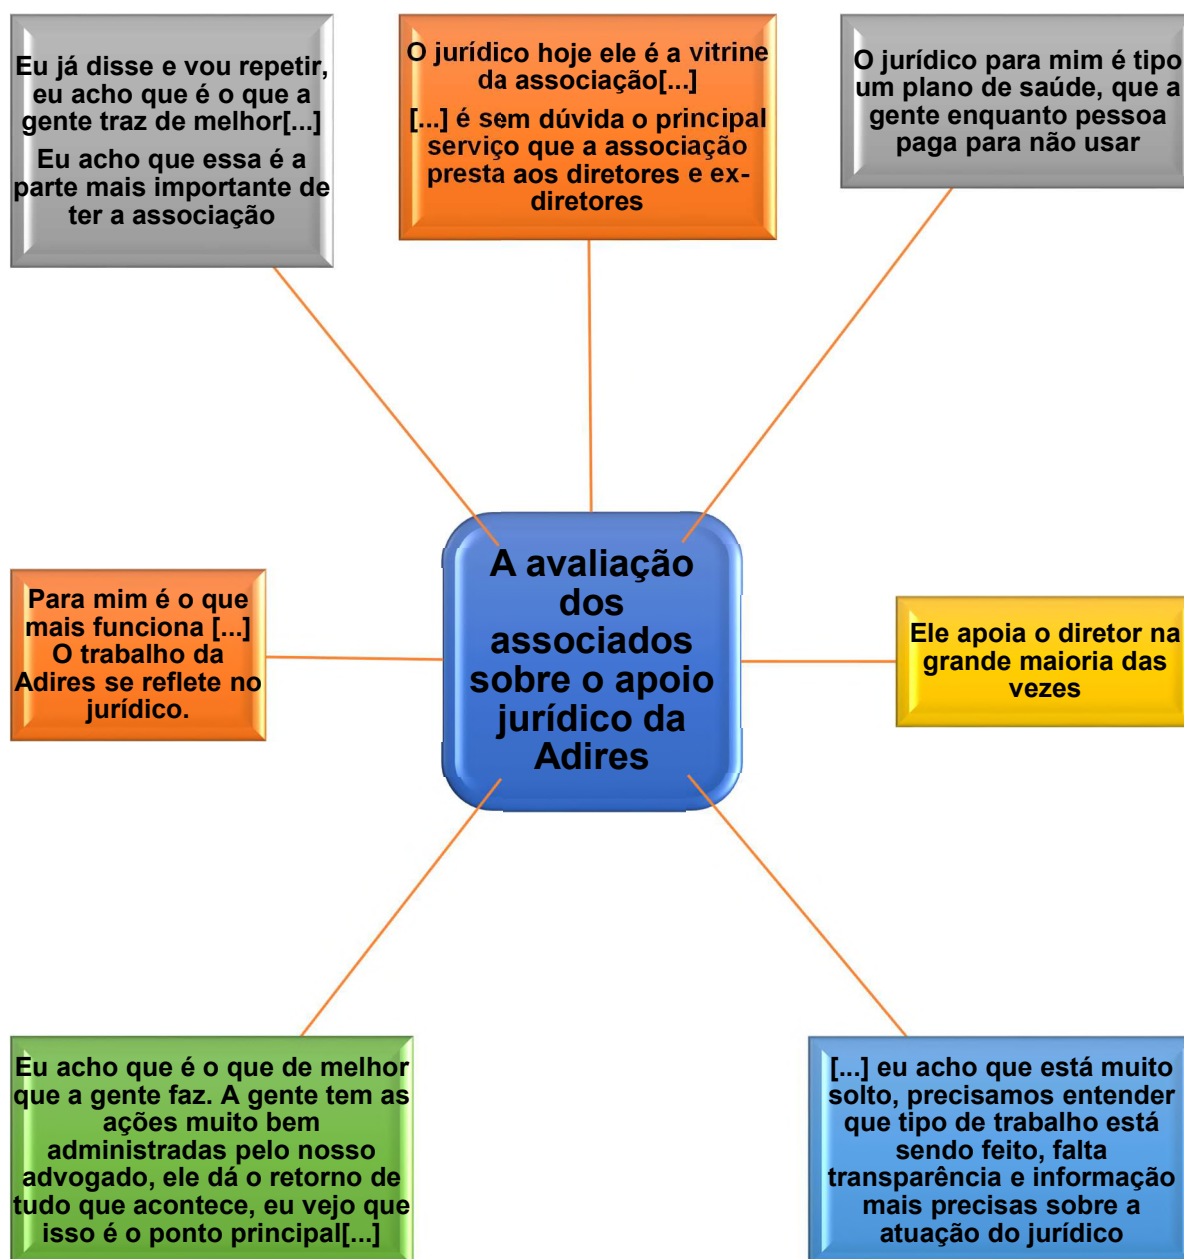 Eu já disse e vou repetir,
eu acho que é o que a
gente traz de melhor[...]
Eu acho que essa é a
parte mais importante de
ter a associação
O jurídico hoje ele é a vitrine
da associação[...]
[...] é sem dúvida o principal
serviço que a associação
presta aos diretores e ex-
diretores
O jurídico para mim é tipo
um plano de saúde, que a
gente enquanto pessoa
paga para não usar
Para mim é o que
mais funciona [...]
O trabalho da
Adires se reflete no
jurídico.
A avaliação
dos
associados
sobre o apoio
jurídico da
Adires
Ele apoia o diretor na
grande maioria das
vezes
Eu acho que é o que de melhor
que a gente faz. A gente tem as
ações muito bem
administradas pelo nosso
advogado, ele dá o retorno de
tudo que acontece, eu vejo que
isso é o ponto principal[...]
[...] eu acho que está muito
solto, precisamos entender
que tipo de trabalho está
sendo feito, falta
transparência e informação
mais precisas sobre a
atuação do jurídico